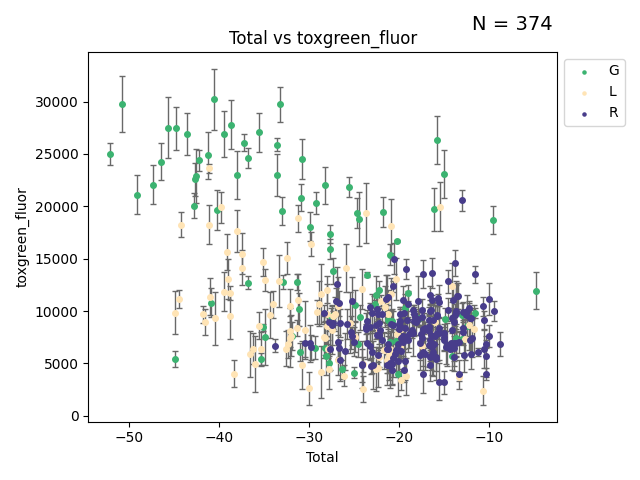 N = 374
Total vs toxgreen_fluor
G
L
R
toxgreen_fluor
30000
25000
20000
15000
10000
5000
0
−50
−40
−30
−20
−10
Total